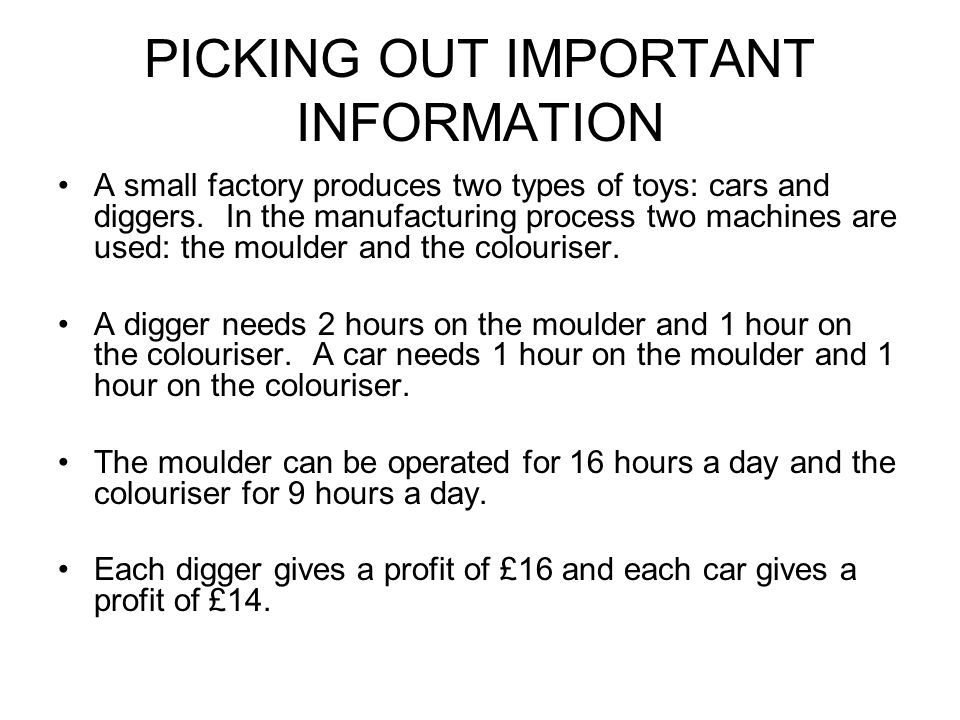 PICKING OUT IMPORTANT
INFORMATION
• A small factory produces two types of toys: cars and
diggers.  In the manufacturing process two machines are
used: the moulder and the colouriser.
• A digger needs 2 hours on the moulder and 1 hour on
the colouriser.  A car needs 1 hour on the moulder and 1
hour on the colouriser.
• The moulder can be operated for 16 hours a day and the
colouriser for 9 hours a day.
• Each digger gives a profit of £16 and each car gives a
profit of £14.